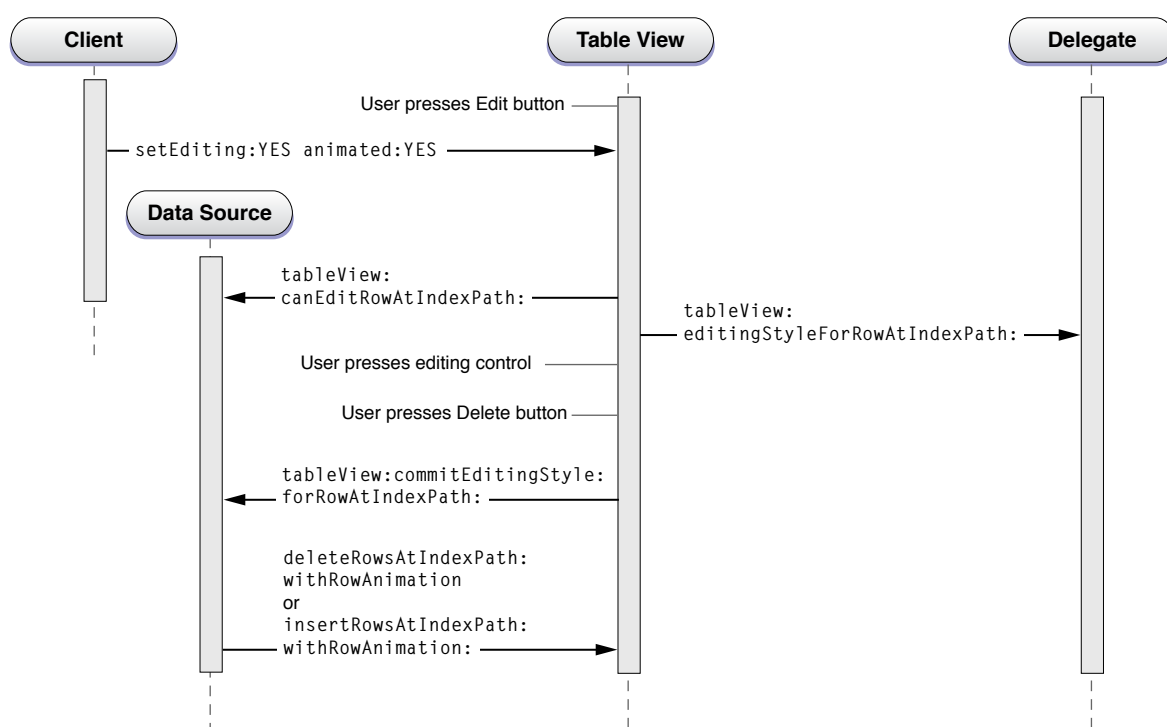 Client
Table View
Delegate
User presses Edit button
setEditing:YES animated:YES
Data Source
tableView:
canEditRowAtIndexPath:
tableView:
editingStyleForRowAtIndexPath:
User presses editing control
User presses Delete button
tableView:commitEditingStyle:
forRowAtIndexPath:
deleteRowsAtIndexPath:
withRowAnimation
or
insertRowsAtIndexPath:
withRowAnimation: